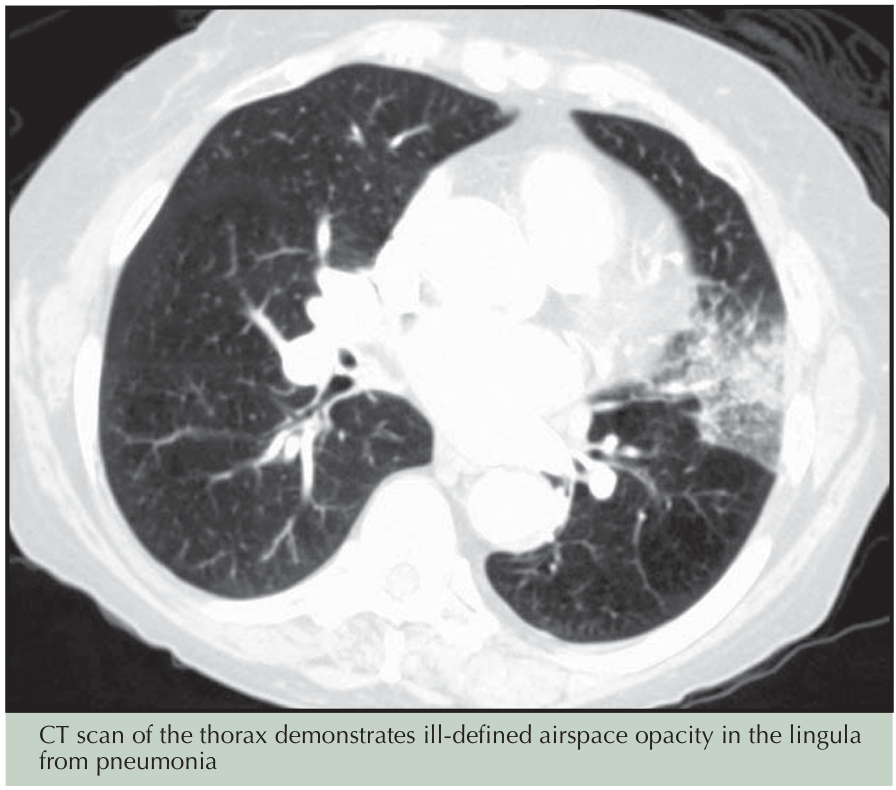 CT scan of the thorax demonstrates ill-defined airspace opacity in the lingula
from pneumonia